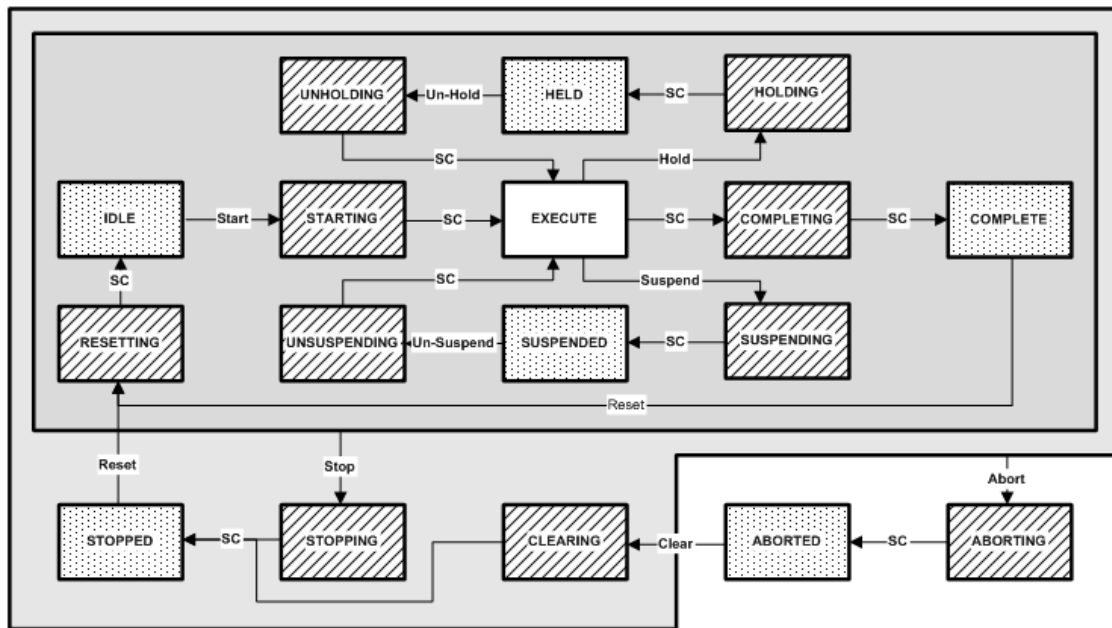 UNHOLDING
Un-Hold
HELD
SC
HOLDING
SC
Hold
IDLE
Start
STARTING
SC
EXECUTE
SC
COMPLETING
SC
COMPLETE
SC
SC
Suspend
RESETTING
UNSUSPENDING
Un-Suspend
SUSPENDED
SC
SUSPENDING
Reset
Reset
Stop
Abort
STOPPED
SC
STOPPING
CLEARING
Clear
ABORTED
SC
ABORTING